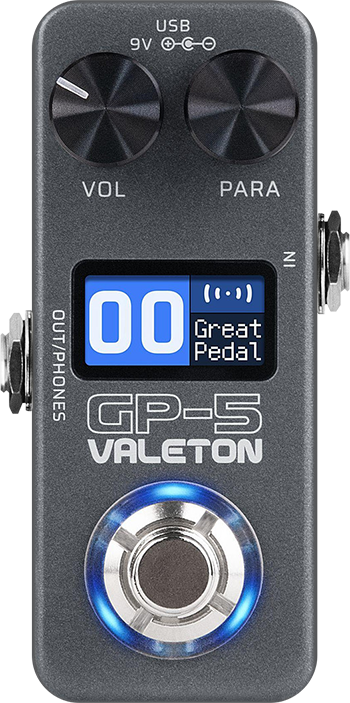 USB
9V
VOL
PARA
IN
00
Great
Pedal
OUT/PHONES
GP-5
VALETON